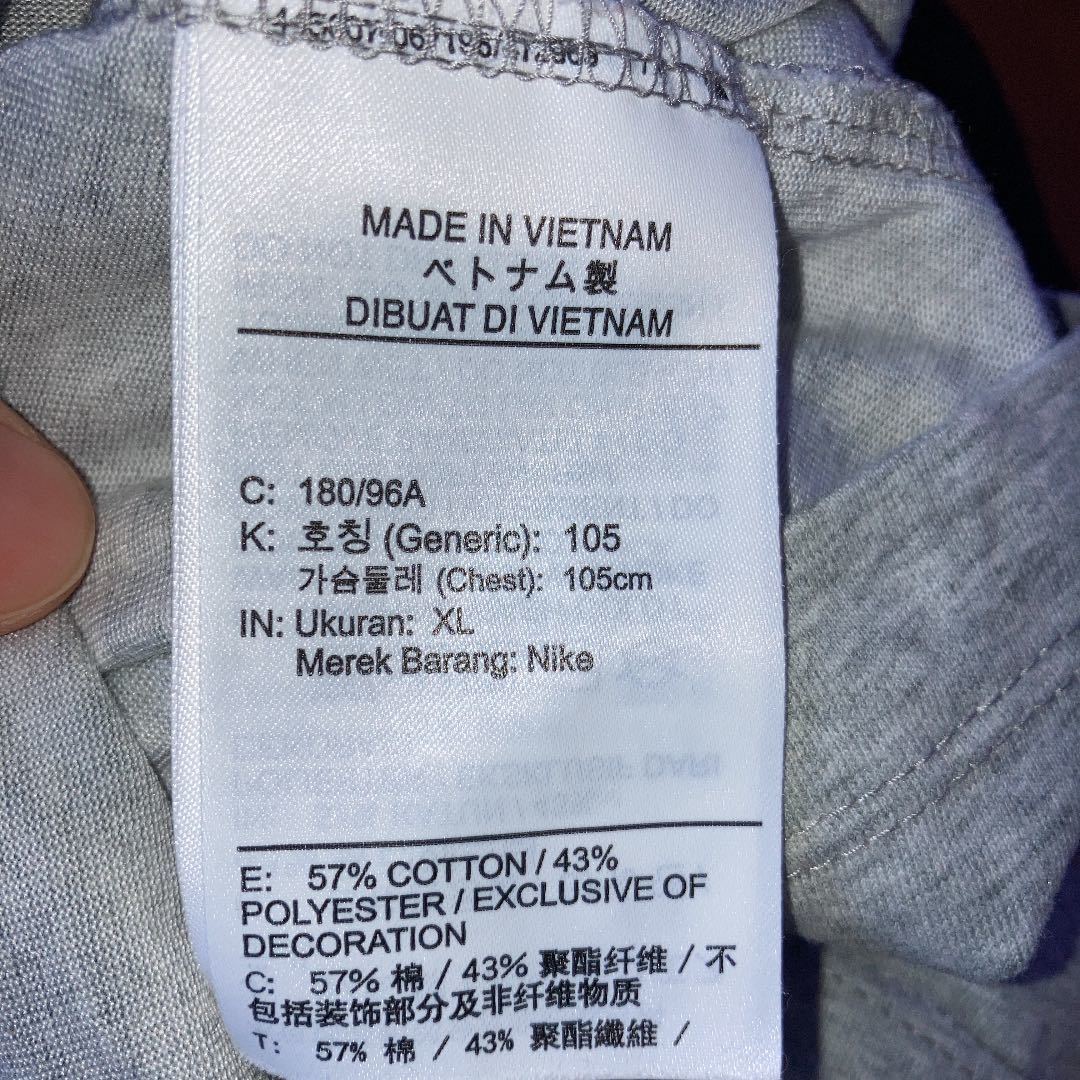 MADE IN VIETNAM
ベトナム製
DIBUAT DI VIETNAM
C: 180/96A
K: 호칭 (Generic): 105
가슴둘레 (Chest): 105cm
IN: Ukuran: XL
Merek Barang: Nike
E: 57% COTTON / 43%
POLYESTER / EXCLUSIVE OF
DECORATION
C: 57% 棉 / 43% 聚酯纤维 / 不
包括装饰部分及非纤维物质
T: 57% 棉 / 43% 聚酯纖維 /